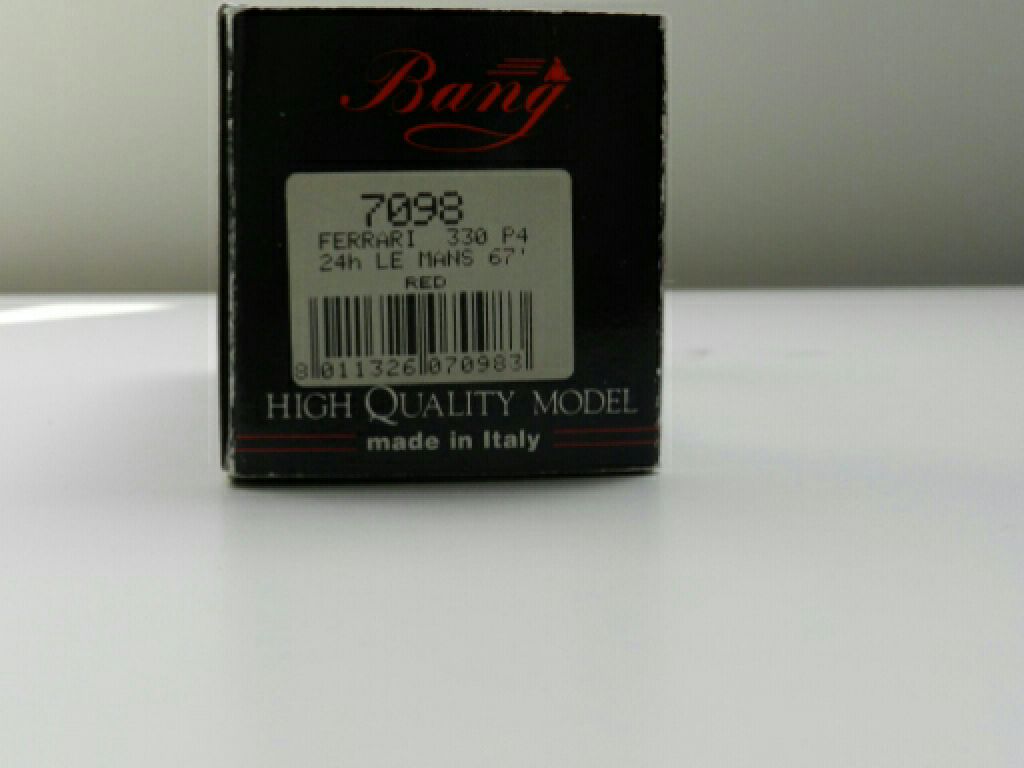 Bang
7098
FERRARI 330 P4
24h LE MANS 67'
RED
8 011326 070983
HIGH QUALITY MODEL
made in Italy